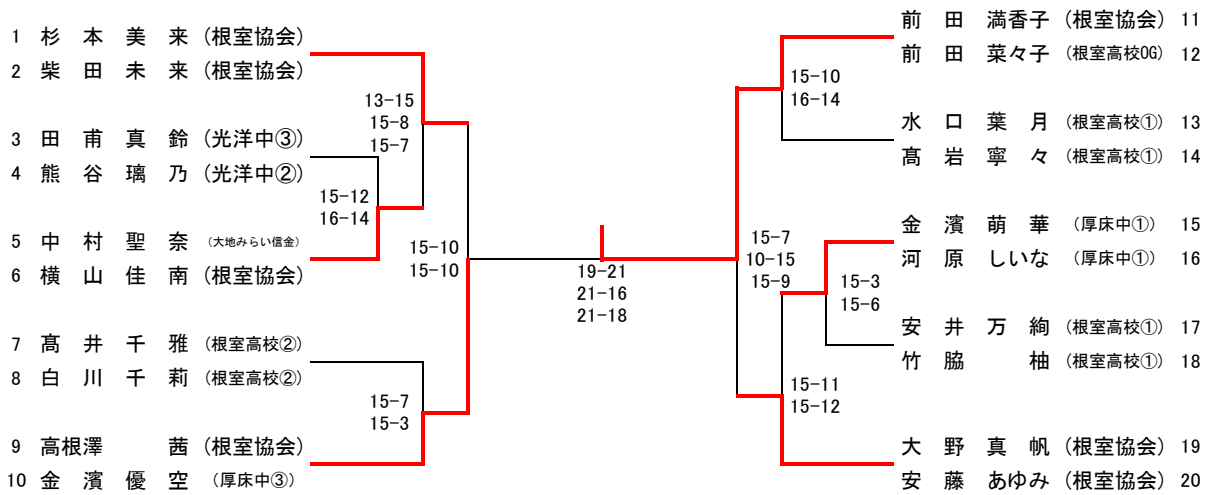 1 杉 本 美 来 (根室協会)
2 柴 田 未 来 (根室協会)
13-15
15-8
15-7
3 田 甫 真 鈴 (光洋中③)
4 熊 谷 璃 乃 (光洋中②)
15-12
16-14
5 中 村 聖 奈 (大地みらい信金)
6 横 山 佳 南 (根室協会)
15-10
15-10
7 髙 井 千 雅 (根室高校②)
8 白 川 千 莉 (根室高校②)
15-7
15-3
9 高根澤 茜 (根室協会)
10 金 濱 優 空 (厚床中③)
19-21
21-16
21-18
前 田 満香子 (根室協会) 11
前 田 菜々子 (根室高校OG) 12
15-10
16-14
水 口 葉 月 (根室高校①) 13
髙 岩 寧 々 (根室高校①) 14
15-7
10-15
15-9
金 濱 萌 華 (厚床中①) 15
河 原 しいな (厚床中①) 16
15-3
15-6
安 井 万 絢 (根室高校①) 17
竹 脇 柚 (根室高校①) 18
15-11
15-12
大 野 真 帆 (根室協会) 19
安 藤 あゆみ (根室協会) 20